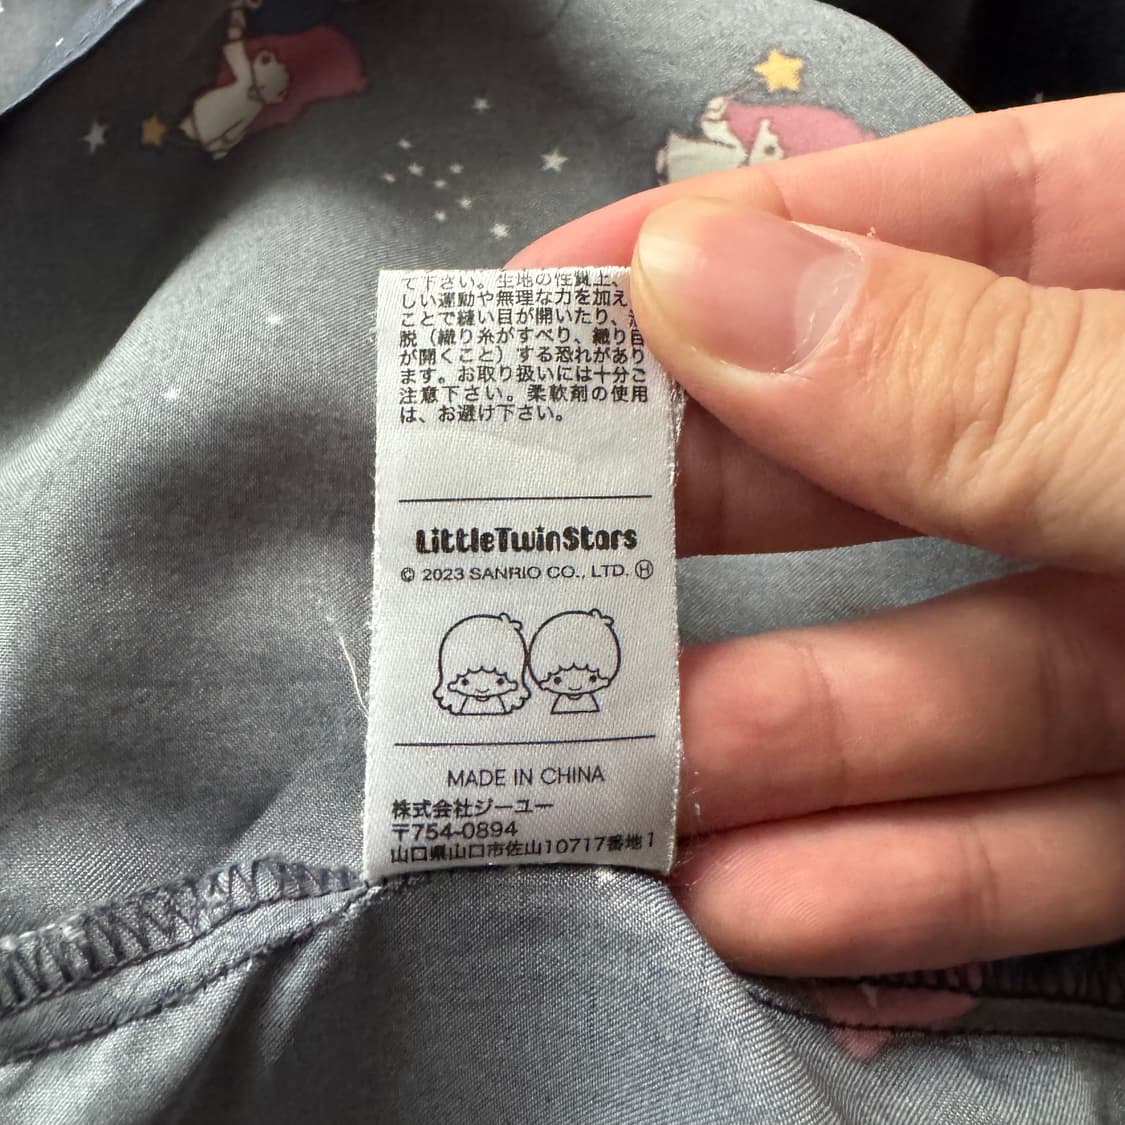 て下さい。生地の性質上、
しい運動や無理な力を加え
ことで縫い目が開いたり、
脱（織り糸がすべり、織り目
が開くこと）する恐れがあり
ます。お取り扱いには十分ご
注意下さい。柔軟剤の使用
は、お避け下さい。
LittleTwinStars
© 2023 SANRIO CO., LTD. Ⓗ
MADE IN CHINA
株式会社ジーユー
〒754-0894
山口県山口市佐山10717番地1